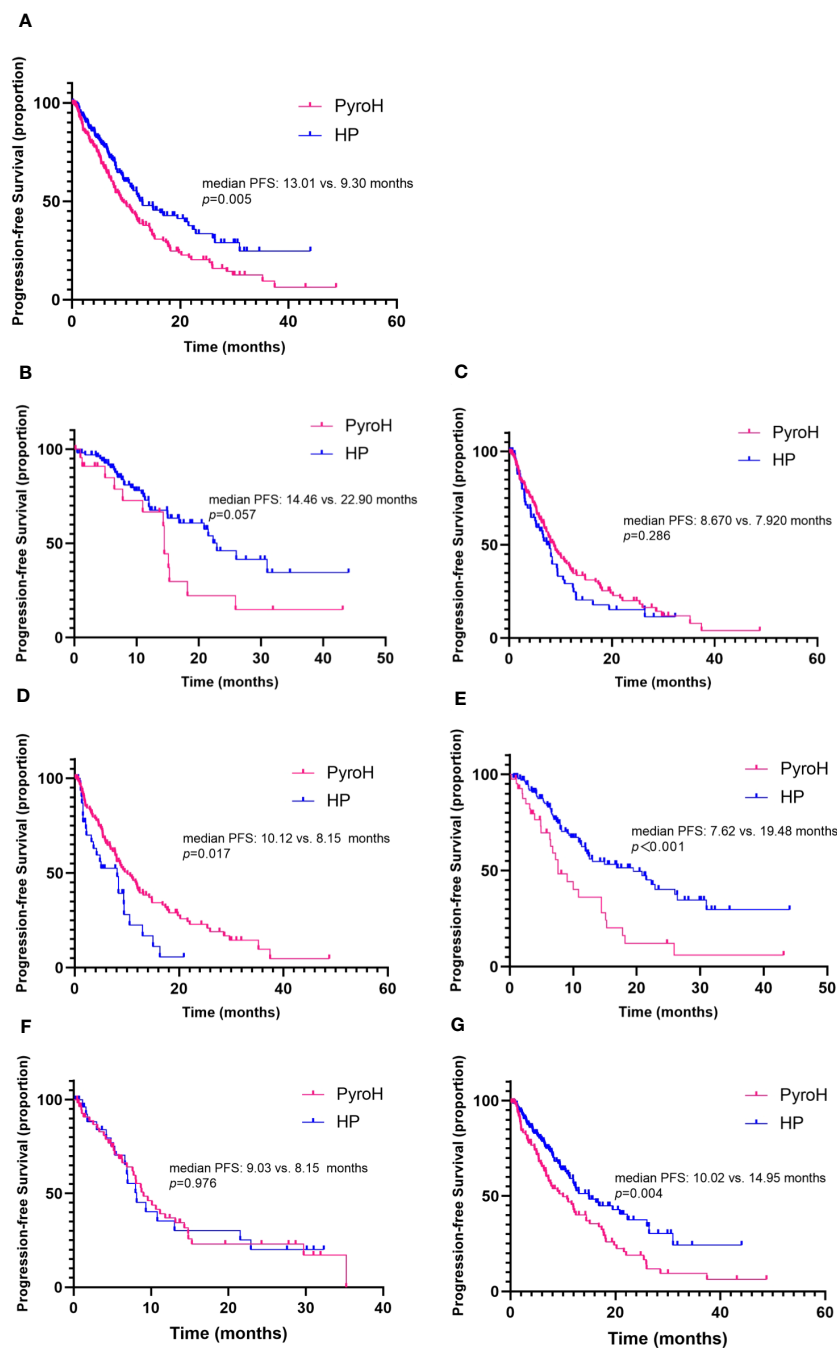 A
Progression-free Survival (proportion)
100
50
0
0 20 40 60
Time (months)
PyroH
HP
median PFS: 13.01 vs. 9.30 months
p=0.005
B
Progression-free Survival (proportion)
100
50
0
0 10 20 30 40 50
Time (months)
PyroH
HP
median PFS: 14.46 vs. 22.90 months
p=0.057
C
Progression-free Survival (proportion)
100
50
0
0 20 40 60
Time (months)
PyroH
HP
median PFS: 8.670 vs. 7.920 months
p=0.286
D
Progression-free Survival (proportion)
100
50
0
0 20 40 60
Time (months)
PyroH
HP
median PFS: 10.12 vs. 8.15 months
p=0.017
E
Progression-free Survival (proportion)
100
50
0
0 10 20 30 40 50
Time (months)
PyroH
HP
median PFS: 7.62 vs. 19.48 months
p<0.001
F
Progression-free Survival (proportion)
100
50
0
0 10 20 30 40
Time (months)
PyroH
HP
median PFS: 9.03 vs. 8.15 months
p=0.976
G
Progression-free Survival (proportion)
100
50
0
0 20 40 60
Time (months)
PyroH
HP
median PFS: 10.02 vs. 14.95 months
p=0.004